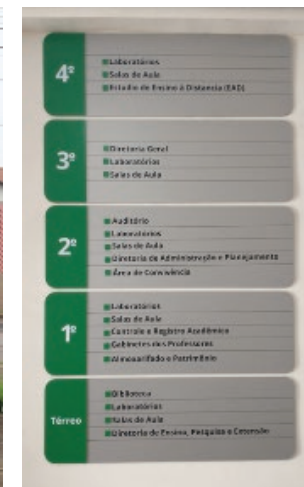 4º
Laboratórios
Salas de Aula
Estúdio de Ensino à Distancia (EAD)
3º
Diretoria Geral
Laboratórios
Salas de Aula
2º
Auditório
Laboratórios
Salas de Aula
Diretoria de Administração e Planejamento
Área de Convivência
1º
Laboratórios
Salas de Aula
Controle e Registro Acadêmico
Gabinetes dos Professores
Almoxarifado e Patrimônio
Térreo
Biblioteca
Laboratórios
Salas de Aula
Diretoria de Ensino, Pesquisa e Extensão